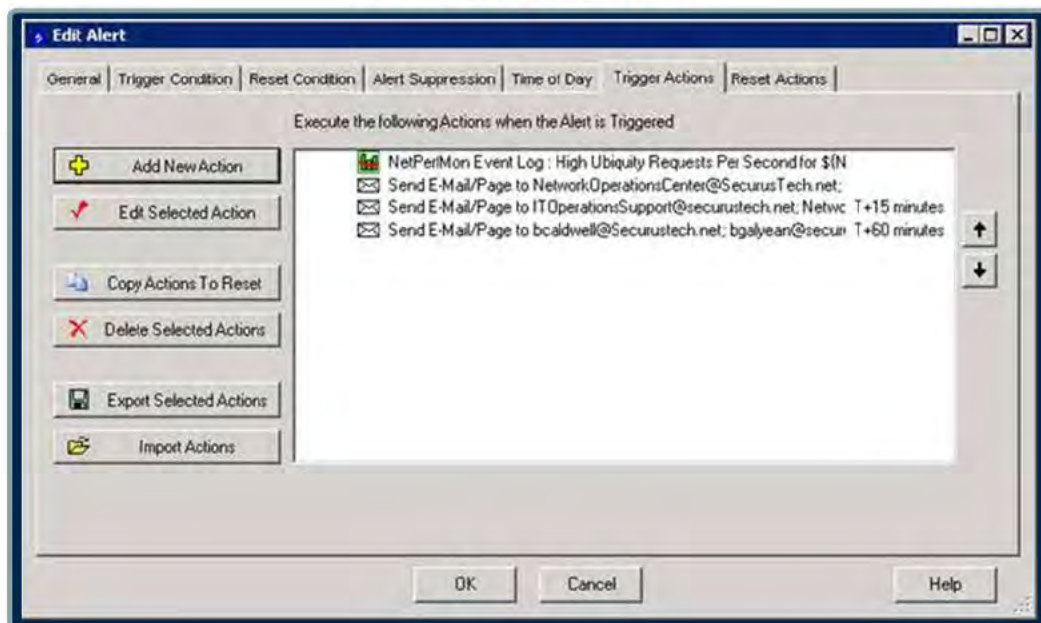 Edit Alert
General Trigger Condition Reset Condition Alert Suppression Time of Day Trigger Actions Reset Actions
Execute the following Actions when the Alert is Triggered
Add New Action
Edit Selected Action
Copy Actions To Reset
Delete Selected Actions
Export Selected Actions
Import Actions
NetPerfMon Event Log : High Ubiquity Requests Per Second for $(N
Send E-Mail/Page to NetworkOperationsCenter@SecurusTech.net;
Send E-Mail/Page to ITOperationsSupport@securustech.net; Netwc T+15 minutes
Send E-Mail/Page to bcaldwell@Securustech.net; bgalyean@secur T+60 minutes
OK Cancel Help